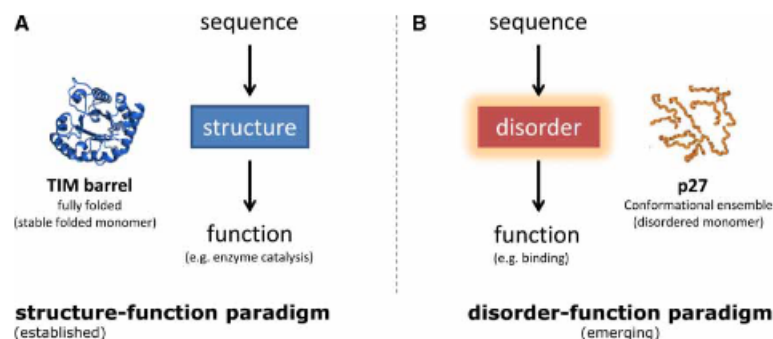 A
sequence
structure
TIM barrel
fully folded
(stable folded monomer)
function
(e.g. enzyme catalysis)
structure-function paradigm
(established)
B
sequence
disorder
p27
Conformational ensemble
(disordered monomer)
function
(e.g. binding)
disorder-function paradigm
(emerging)